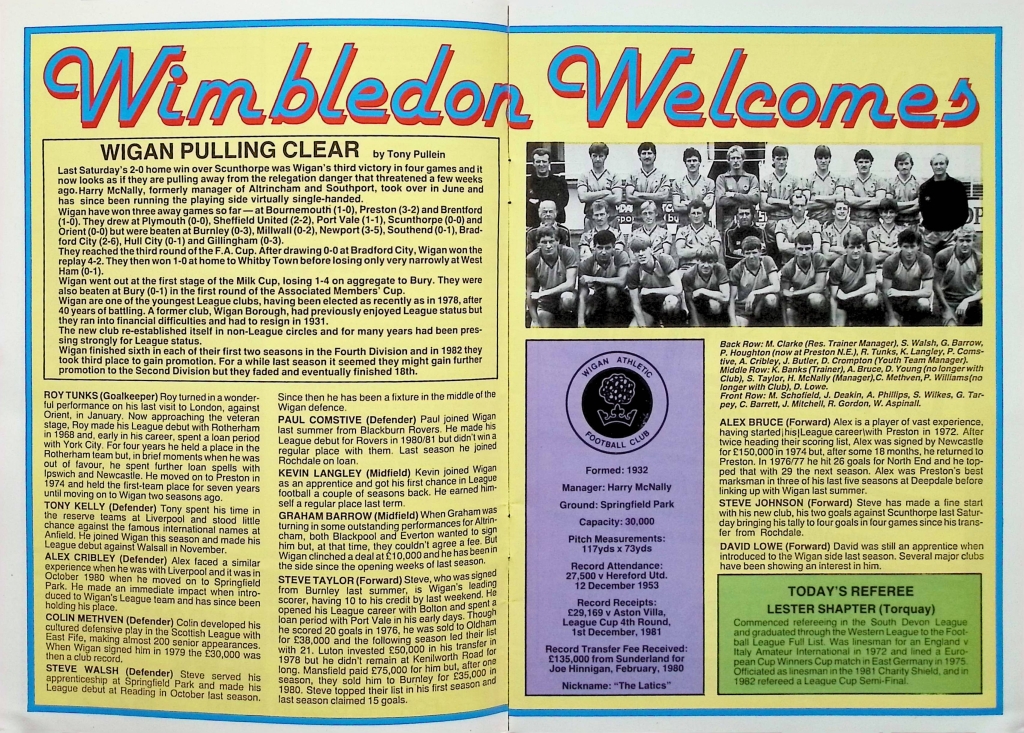 Wimbledon Welcomes
WIGAN PULLING CLEAR by Tony Pullein
Last Saturday's 2-0 home win over Scunthorpe was Wigan's third victory in four games and it
now looks as if they are pulling away from the relegation danger that threatened a few weeks
ago. Harry McNally, formerly manager of Altrincham and Southport, took over in June and
has since been running the playing side virtually single-handed.
Wigan have won three away games so far — at Bournemouth (1-0), Preston (3-2) and Brentford
(1-0). They drew at Plymouth (0-0), Sheffield United (2-2), Port Vale (1-1), Scunthorpe (0-0) and
Orient (0-0) but were beaten at Burnley (0-3), Millwall (0-2), Newport (3-5), Southend (0-1), Brad-
ford City (2-6), Hull City (0-1) and Gillingham (0-3).
They reached the third round of the F.A. Cup. After drawing 0-0 at Bradford City, Wigan won the
replay 4-2. They then won 1-0 at home to Whitby Town before losing only very narrowly at West
Ham (0-1).
Wigan went out at the first stage of the Milk Cup, losing 1-4 on aggregate to Bury. They were
also beaten at Bury (0-1) in the first round of the Associated Members' Cup.
Wigan are one of the youngest League clubs, having been elected as recently as in 1978, after
40 years of battling. A former club, Wigan Borough, had previously enjoyed League status but
they ran into financial difficulties and had to resign in 1931.
The new club re-established itself in non-League circles and for many years had been pres-
sing strongly for League status.
Wigan finished sixth in each of their first two seasons in the Fourth Division and in 1982 they
took third place to gain promotion. For a while last season it seemed they might gain further
promotion to the Second Division but they faded and eventually finished 18th.
ROY TUNKS (Goalkeeper) Roy turned in a wonder-
ful performance on his last visit to London, against
Orient, in January. Now approaching the veteran
stage, Roy made his League debut with Rotherham
in 1968 and, early in his career, spent a loan period
with York City. For four years he held a place in the
Rotherham team but, in brief moments when he was
out of favour, he spent further loan spells with
Ipswich and Newcastle. He moved on to Preston in
1974 and held the first-team place for seven years
until moving on to Wigan two seasons ago.
TONY KELLY (Defender) Tony spent his time in
the reserve teams at Liverpool and stood little
chance against the famous international names at
Anfield. He joined Wigan this season and made his
League debut against Walsall in November.
ALEX CRIBLEY (Defender) Alex faced a similar
experience when he was with Liverpool and it was in
October 1980 when he moved on to Springfield
Park. He made an immediate impact when intro-
duced to Wigan's League team and has since been
holding his place.
COLIN METHVEN (Defender) Colin developed his
cultured defensive play in the Scottish League with
East Fife, making almost 200 senior appearances.
When Wigan signed him in 1979 the £30,000 was
then a club record.
STEVE WALSH (Defender) Steve served his
apprenticeship at Springfield Park and made his
League debut at Reading in October last season.
Since then he has been a fixture in the middle of the
Wigan defence.
PAUL COMSTIVE (Defender) Paul joined Wigan
last summer from Blackburn Rovers. He made his
League debut for Rovers in 1980/81 but didn't win a
regular place with them. Last season he joined
Rochdale on loan.
KEVIN LANGLEY (Midfield) Kevin joined Wigan
as an apprentice and got his first chance in League
football a couple of seasons back. He earned him-
self a regular place last term.
GRAHAM BARROW (Midfield) When Graham was
turning in some outstanding performances for Altrin-
cham, both Blackpool and Everton wanted to sign
him but, at that time, they couldn't agree a fee. But
Wigan clinched a deal at £10,000 and he has been in
the side since the opening weeks of last season.
STEVE TAYLOR (Forward) Steve, who was signed
from Burnley last summer, is Wigan's leading
scorer, having 10 to his credit by last weekend. He
opened his League career with Bolton and spent a
loan period with Port Vale in his early days. Though
he scored 20 goals in 1976, he was sold to Oldham
for £38,000 and the following season led their list
with 21. Luton invested £50,000 in his transfer in
1978 but he didn't remain at Kenilworth Road for
long. Mansfield paid £75,000 for him but, after one
season, they sold him to Burnley for £35,000 in
1980. Steve topped their list in his first season and
last season claimed 15 goals.
WIGAN ATHLETIC
FOOTBALL CLUB
Formed: 1932
Manager: Harry McNally
Ground: Springfield Park
Capacity: 30,000
Pitch Measurements:
117yds x 73yds
Record Attendance:
27,500 v Hereford Utd.
12 December 1953
Record Receipts:
£29,169 v Aston Villa,
League Cup 4th Round,
1st December, 1981
Record Transfer Fee Received:
£135,000 from Sunderland for
Joe Hinnigan, February, 1980
Nickname: "The Latics"
Back Row: M. Clarke (Res. Trainer Manager), S. Walsh, G. Barrow,
P. Houghton (now at Preston N.E.), R. Tunks, K. Langley, P. Coms-
tive, A. Cribley, J. Butler, D. Crompton (Youth Team Manager).
Middle Row: K. Banks (Trainer), A. Bruce, D. Young (no longer with
Club), S. Taylor, H. McNally (Manager), C. Methven, P. Williams (no
longer with Club), D. Lowe.
Front Row: M. Schofield, J. Deakin, A. Phillips, S. Wilkes, G. Tar-
pey, C. Barrett, J. Mitchell, R. Gordon, W. Aspinall.
ALEX BRUCE (Forward) Alex is a player of vast experience,
having started his League career with Preston in 1972. After
twice heading their scoring list, Alex was signed by Newcastle
for £150,000 in 1974 but, after some 18 months, he returned to
Preston. In 1976/77 he hit 26 goals for North End and he top-
ped that with 29 the next season. Alex was Preston's best
marksman in three of his last five seasons at Deepdale before
linking up with Wigan last summer.
STEVE JOHNSON (Forward) Steve has made a fine start
with his new club, his two goals against Scunthorpe last Satur-
day bringing his tally to four goals in four games since his trans-
fer from Rochdale.
DAVID LOWE (Forward) David was still an apprentice when
introduced to the Wigan side last season. Several major clubs
have been showing an interest in him.
TODAY'S REFEREE
LESTER SHAPTER (Torquay)
Commenced refereeing in the South Devon League
and graduated through the Western League to the Foot-
ball League Full List. Was linesman for an England v
Italy Amateur International in 1972 and lined a Euro-
pean Cup Winners Cup match in East Germany in 1975.
Officiated as linesman in the 1981 Charity Shield, and in
1982 refereed a League Cup Semi-Final.